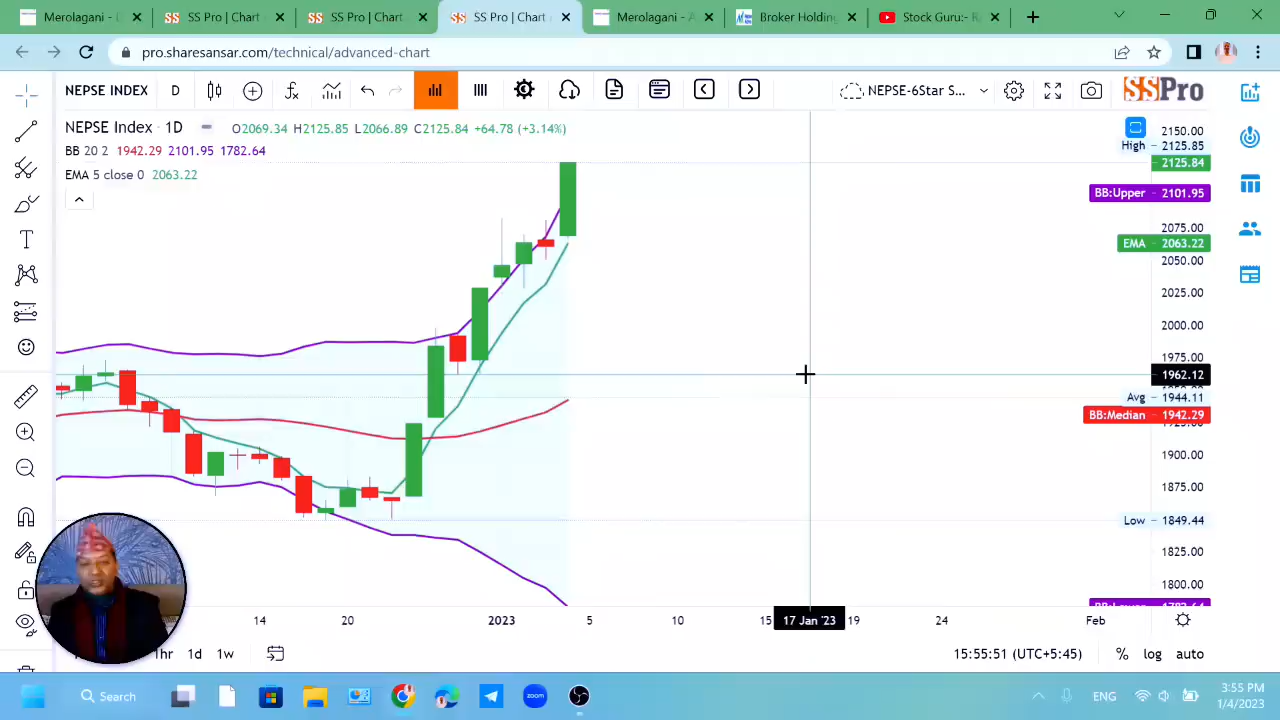 Merolagani -
SS Pro | Chart
SS Pro | Chart
SS Pro | Chart
Merolagani - A
Broker Holding
Stock Guru:- R
pro.sharesansar.com/technical/advanced-chart
NEPSE INDEX D
NEPSE-6Star S...
SSPro
NEPSE Index · 1D O2069.34 H2125.85 L2066.89 C2125.84 +64.78 (+3.14%)
BB 20 2 1942.29 2101.95 1782.64
EMA 5 close 0 2063.22
2150.00
High 2125.85
2125.84
BB:Upper 2101.95
2075.00
EMA 2063.22
2050.00
2025.00
2000.00
1975.00
1962.12
Avg 1944.11
BB:Median 1942.29
1900.00
1875.00
Low 1849.44
1825.00
1800.00
14 20 2023 5 10 15 17 Jan '23 19 24 Feb
1hr 1d 1w
15:55:51 (UTC+5:45) % log auto
Search
zoom
ENG
3:55 PM
1/4/2023